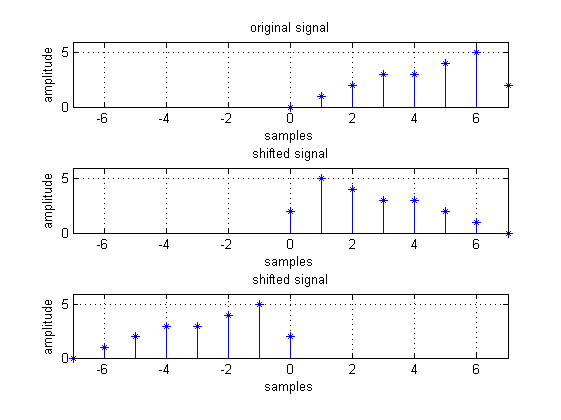 original signal
amplitude
5
0
-6 -4 -2 0 2 4 6
samples
shifted signal
amplitude
5
0
-6 -4 -2 0 2 4 6
samples
shifted signal
amplitude
5
0
-6 -4 -2 0 2 4 6
samples